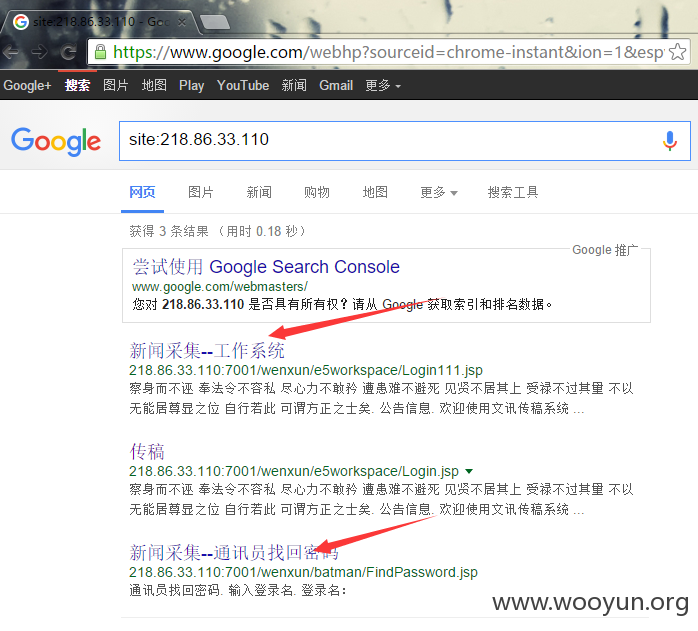 site:218.86.33.110 - Goo
https://www.google.com/webhp?sourceid=chrome-instant&ion=1&esp
Google+ 搜索 图片 地图 Play YouTube 新闻 Gmail 更多
Google site:218.86.33.110
网页 图片 新闻 购物 地图 更多 搜索工具
获得 3 条结果 （用时 0.18 秒）
Google 推广
尝试使用 Google Search Console
www.google.com/webmasters/
您对 218.86.33.110 是否具有所有权？请从 Google 获取索引和排名数据。
新闻采集--工作系统
218.86.33.110:7001/wenxun/e5workspace/Login111.jsp
察身而不诬 奉法令不容私 尽心力不敢矜 遭患难不避死 见贤不居其上 受禄不过其量 不以
无能居尊显之位 自行若此 可谓方正之士矣. 公告信息. 欢迎使用文讯传稿系统 ...
传稿
218.86.33.110:7001/wenxun/e5workspace/Login.jsp
察身而不诬 奉法令不容私 尽心力不敢矜 遭患难不避死 见贤不居其上 受禄不过其量 不以
无能居尊显之位 自行若此 可谓方正之士矣. 公告信息. 欢迎使用文讯传稿系统 ...
新闻采集--通讯员找回密码
218.86.33.110:7001/wenxun/batman/FindPassword.jsp
通讯员找回密码. 输入登录名. 登录名：
www.wooyun.org